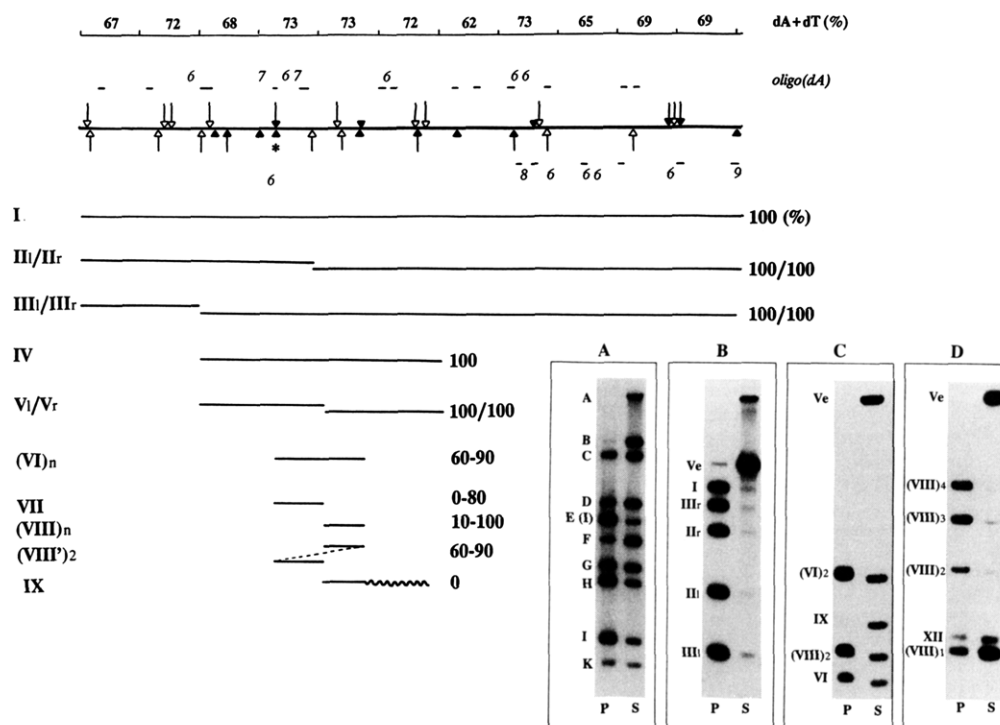 67 72 68 73 73 72 62 73 65 69 69 dA+dT (%)
6 7 6 7 6 6 6 oligo(dA)
*
6 8 6 6 6 6 9
I 100 (%)
IIl/IIr 100/100
IIIl/IIIr 100/100
IV 100
Vl/Vr 100/100
(VI)n 60-90
VII 0-80
(VIII)n 10-100
(VIII')2 60-90
IX 0
A
A
B
C
D
E (I)
F
G
H
I
K
P S
B
Ve
I
IIIr
IIr
IIl
IIIl
P S
C
Ve
(VI)2
IX
(VIII)2
VI
P S
D
Ve
(VIII)4
(VIII)3
(VIII)2
XII
(VIII)1
P S